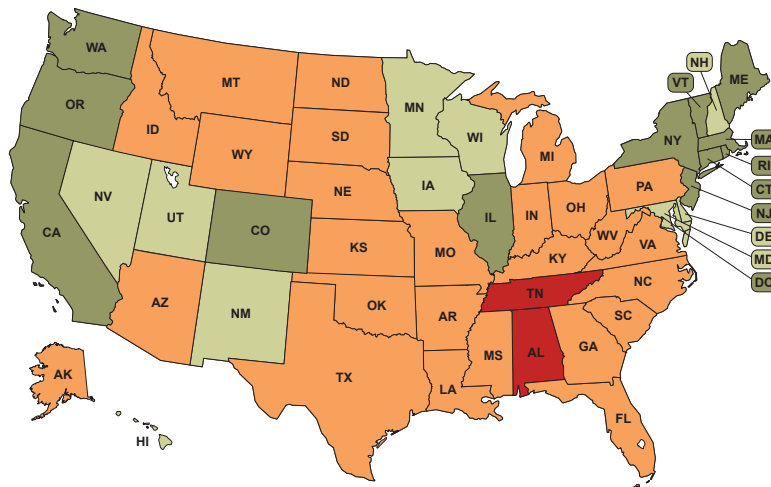 WA
OR
CA
ID
NV
UT
AZ
MT
WY
CO
NM
ND
SD
NE
KS
OK
TX
MN
IA
MO
AR
LA
WI
IL
MI
IN
OH
KY
TN
MS
AL
GA
FL
SC
NC
VA
WV
PA
NY
VT
NH
ME
MA
RI
CT
NJ
DE
MD
DC
AK
HI